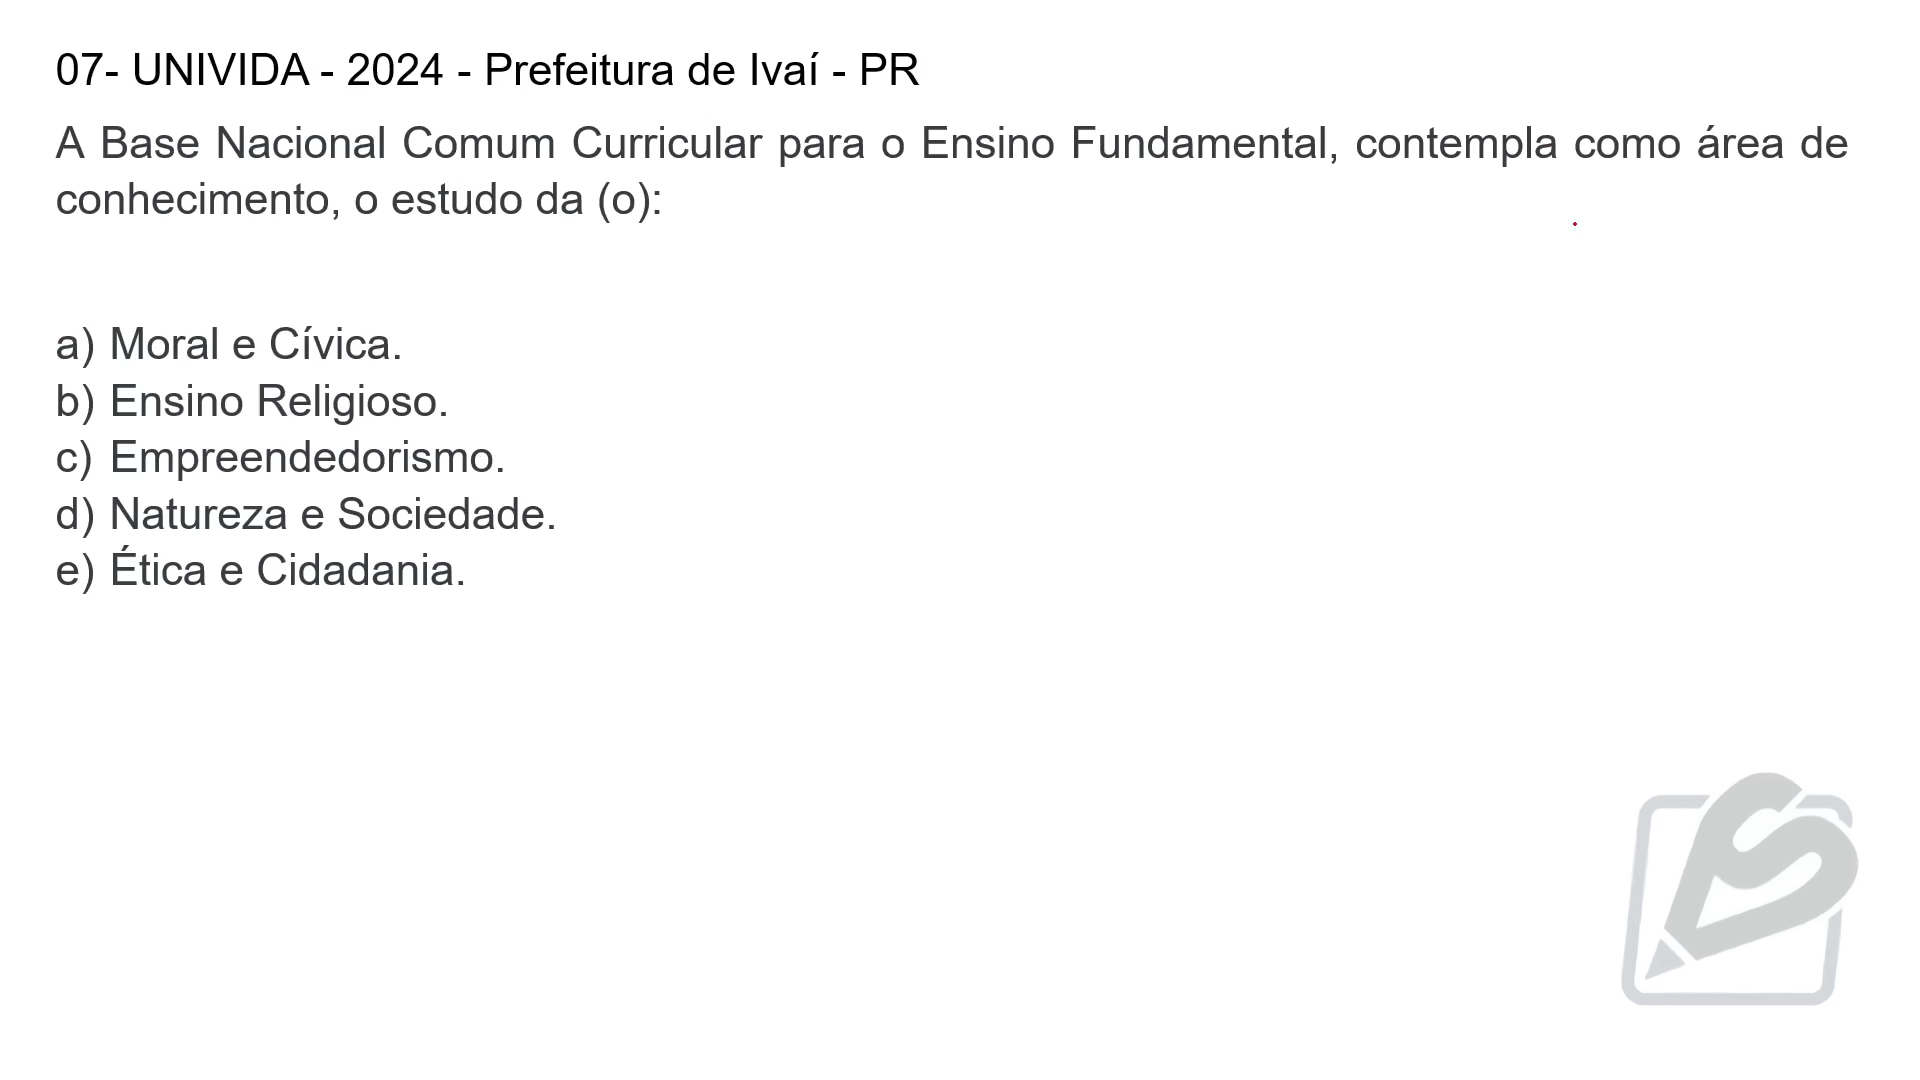 07- UNIVIDA - 2024 - Prefeitura de Ivaí - PR
A Base Nacional Comum Curricular para o Ensino Fundamental, contempla como área de
conhecimento, o estudo da (o):
a) Moral e Cívica.
b) Ensino Religioso.
c) Empreendedorismo.
d) Natureza e Sociedade.
e) Ética e Cidadania.